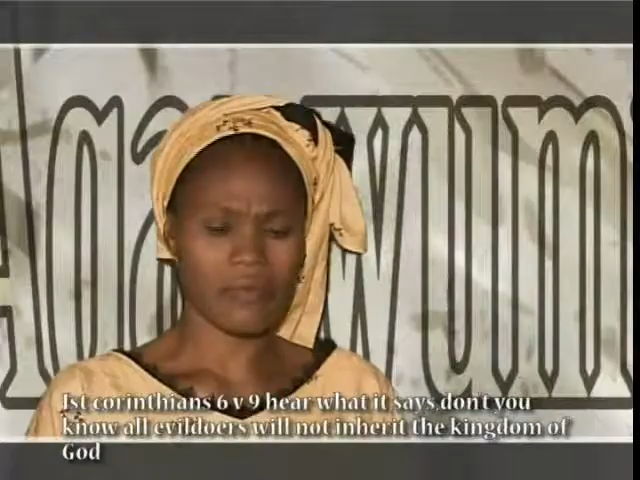 Adawum
Ist corinthians 6 v 9 hear what it says,don't you
know all evildoers will not inherit the kingdom of
God